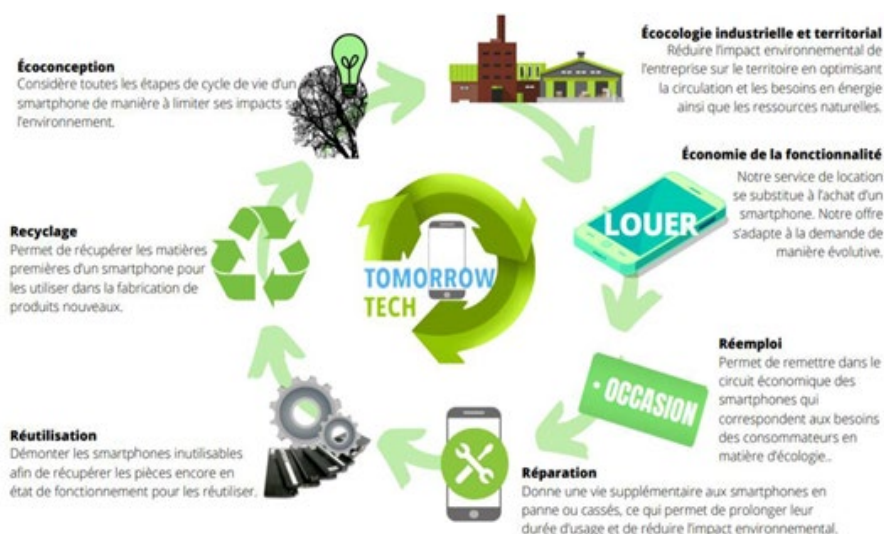 Écoconception
Considère toutes les étapes de cycle de vie d'un
smartphone de manière à limiter ses impacts s
l'environnement.
Écocologie industrielle et territorial
Réduire l'impact environnemental de
l'entreprise sur le territoire en optimisant
la circulation et les besoins en énergie
ainsi que les ressources naturelles.
Économie de la fonctionnalité
Notre service de location
se substitue à l'achat d'un
smartphone. Notre offre
s'adapte à la demande de
manière évolutive.
LOUER
Recyclage
Permet de récupérer les matières
premières d'un smartphone pour
les utiliser dans la fabrication de
produits nouveaux.
TOMORROW
TECH
Réemploi
Permet de remettre dans le
circuit économique des
smartphones qui
correspondent aux besoins
des consommateurs en
matière d'écologie..
OCCASION
Réutilisation
Démonter les smartphones inutilisables
afin de récupérer les pièces encore en
état de fonctionnement pour les réutiliser.
Réparation
Donne une vie supplémentaire aux smartphones en
panne ou cassés, ce qui permet de prolonger leur
durée d'usage et de réduire l'impact environnemental.